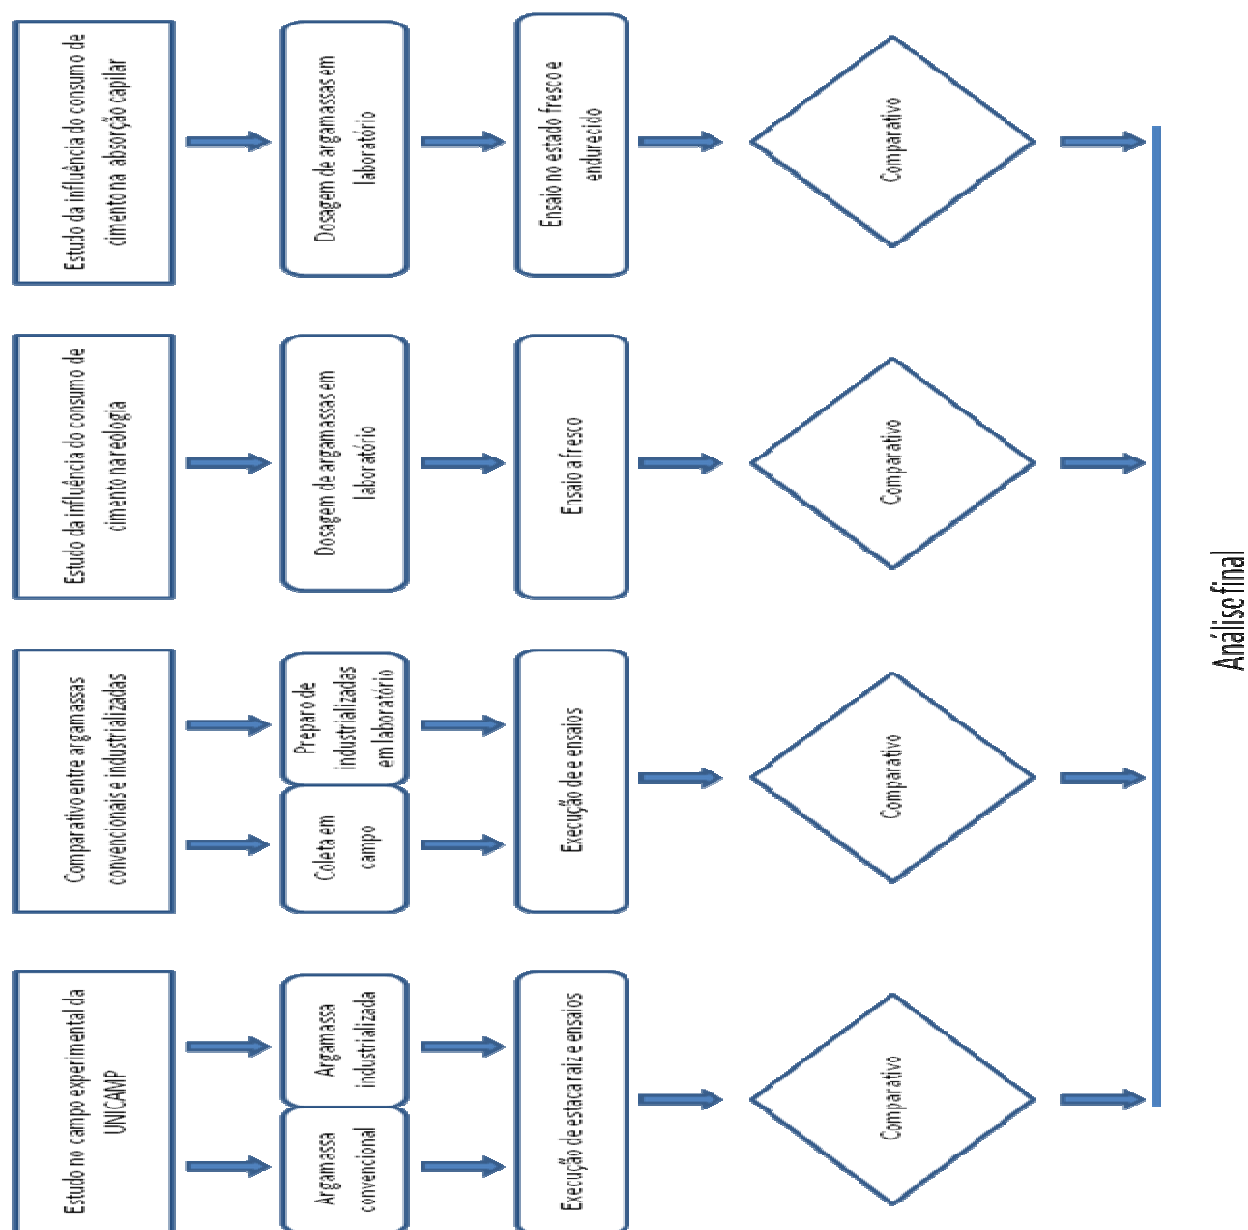 Estudo no campo experimental da
UNICAMP
Comparativo entre argamassas
convencionais e industrializadas
Estudo da influência do consumo de
cimento na reologia
Estudo da influência do consumo de
cimento na absorção capilar
Argamassa
convencional
Argamassa
industrializada
Coleta em
campo
Preparo de
industrializadas
em laboratório
Dosagem de argamassas em
laboratório
Dosagem de argamassas em
laboratório
Execução de estaca raiz e ensaios
Execução de e ensaios
Ensaio a fresco
Ensaio no estado fresco e
endurecido
Comparativo
Comparativo
Comparativo
Comparativo
Análise final